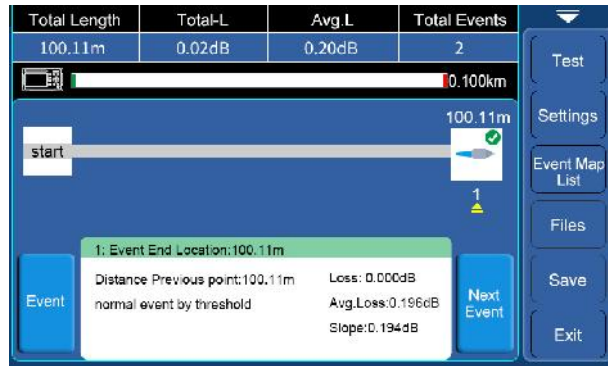 Total Length Total-L Avg.L Total Events
100.11m 0.02dB 0.20dB 2
0.100km
100.11m
start
1
1: Event End Location:100.11m
Distance Previous point:100.11m Loss: 0.000dB
normal event by threshold Avg.Loss:0.196dB
Slope:0.194dB
Event
Next
Event
Test
Settings
Event Map
List
Files
Save
Exit